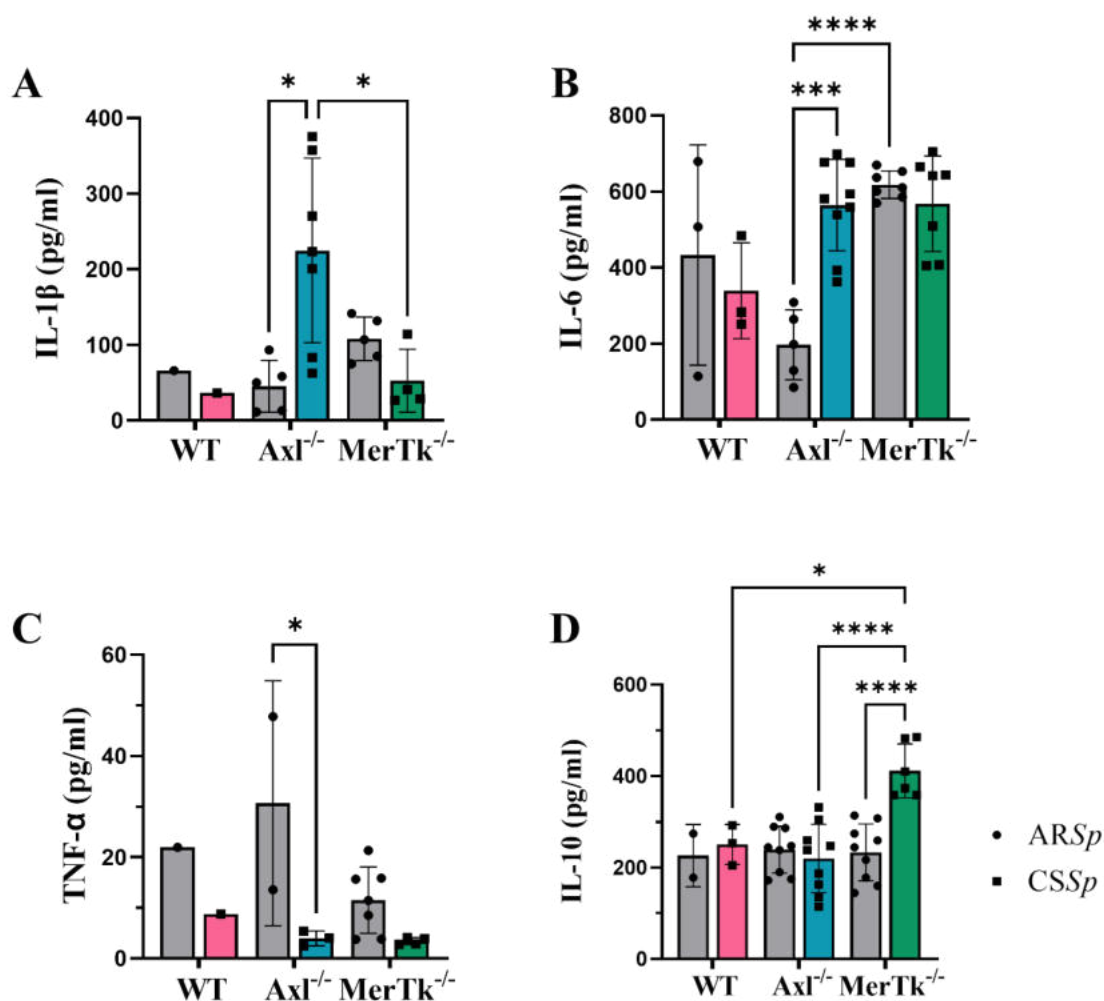 A
*
*
IL-1β (pg/ml)
400
300
200
100
0
WT
Axl-/-
MerTk-/-
B
****
***
IL-6 (pg/ml)
800
600
400
200
0
WT
Axl-/-
MerTk-/-
C
*
TNF-α (pg/ml)
60
40
20
0
WT
Axl-/-
MerTk-/-
D
*
****
****
IL-10 (pg/ml)
600
400
200
0
WT
Axl-/-
MerTk-/-
ARSp
CSSp